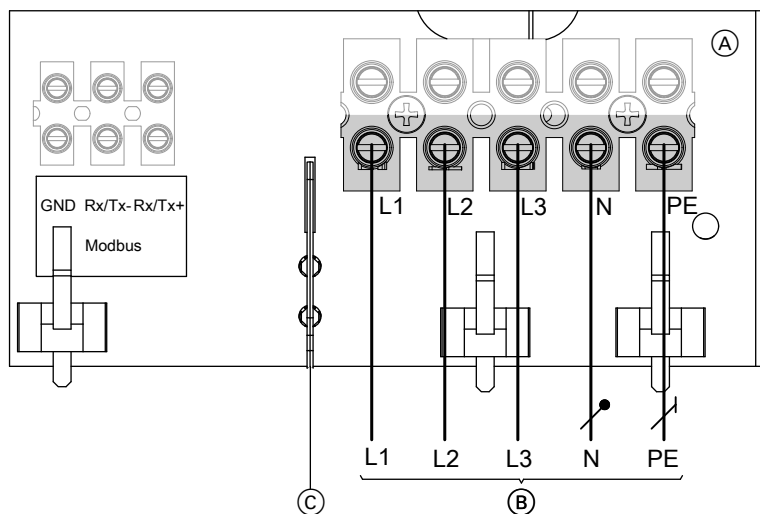 A
L1 L2 L3 N PE
GND Rx/Tx- Rx/Tx+
Modbus
L1 L2 L3 N PE
C B